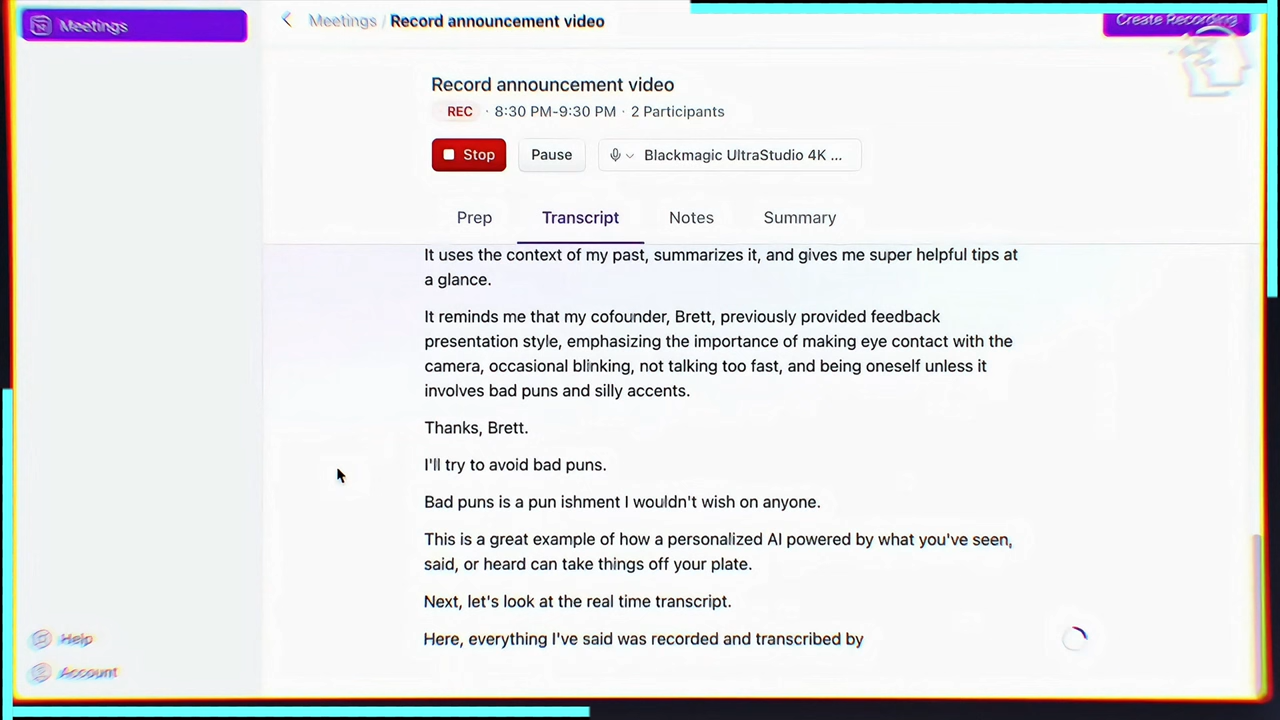 Meetings
Meetings / Record announcement video
Create Recording
Record announcement video
REC · 8:30 PM-9:30 PM · 2 Participants
Stop
Pause
Blackmagic UltraStudio 4K ...
Prep
Transcript
Notes
Summary
It uses the context of my past, summarizes it, and gives me super helpful tips at
a glance.
It reminds me that my cofounder, Brett, previously provided feedback
presentation style, emphasizing the importance of making eye contact with the
camera, occasional blinking, not talking too fast, and being oneself unless it
involves bad puns and silly accents.
Thanks, Brett.
I'll try to avoid bad puns.
Bad puns is a pun ishment I wouldn't wish on anyone.
This is a great example of how a personalized AI powered by what you've seen,
said, or heard can take things off your plate.
Next, let's look at the real time transcript.
Here, everything I've said was recorded and transcribed by
Help
Account